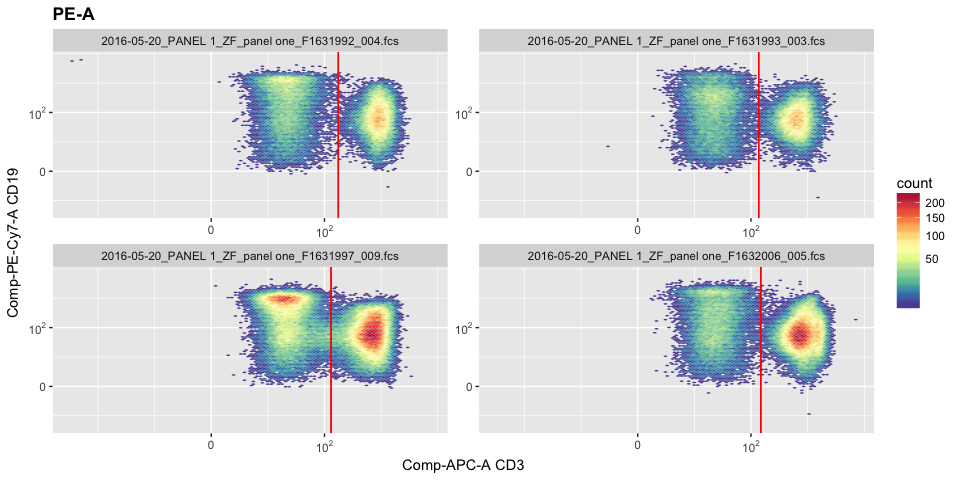 PE-A
2016-05-20_PANEL 1_ZF_panel one_F1631992_004.fcs
2016-05-20_PANEL 1_ZF_panel one_F1631993_003.fcs
10²
0
10²
0
0
10²
0
10²
2016-05-20_PANEL 1_ZF_panel one_F1631997_009.fcs
2016-05-20_PANEL 1_ZF_panel one_F1632006_005.fcs
10²
0
10²
0
0
10²
0
10²
Comp-APC-A CD3
Comp-PE-Cy7-A CD19
count
200
150
100
50